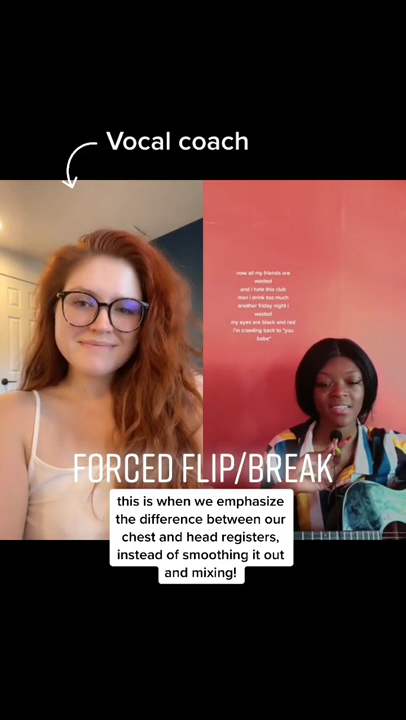 Vocal coach
now all my friends are
wasted
and I hate this club
man i drink too much
another friday night i
wasted
my eyes are black and red
I'm crawling back to "you
babe"
FORCED FLIP/BREAK
this is when we emphasize
the difference between our
chest and head registers,
instead of smoothing it out
and mixing!